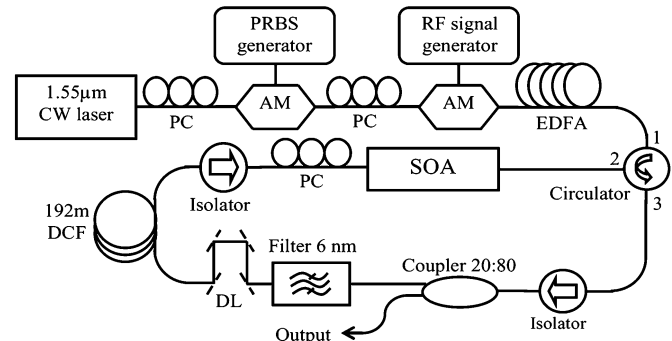 PRBS
generator
RF signal
generator
1.55µm
CW laser
PC
AM
PC
AM
EDFA
1
2
3
Circulator
Isolator
PC
SOA
192m
DCF
DL
Filter 6 nm
Coupler 20:80
Isolator
Output